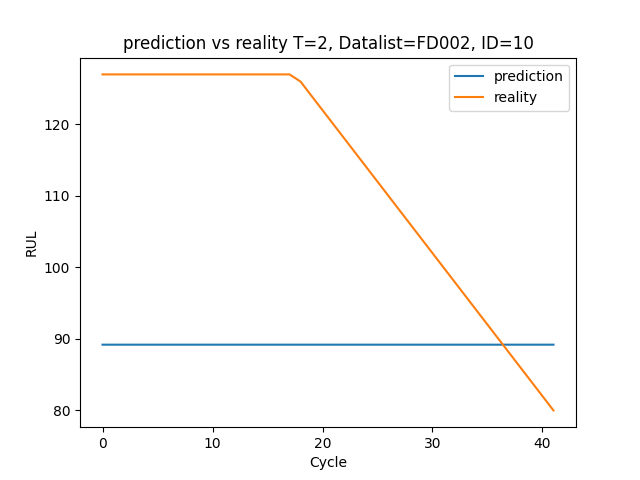 prediction vs reality T=2, Datalist=FD002, ID=10
prediction
reality
RUL
120
110
100
90
80
0 10 20 30 40
Cycle